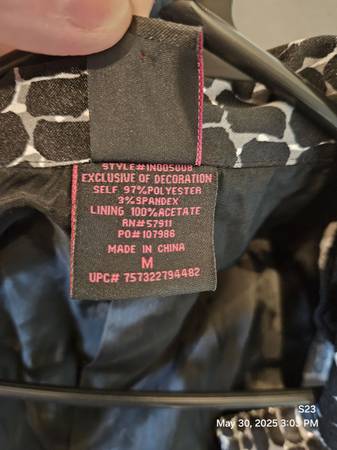 STYLE#IN005008
EXCLUSIVE OF DECORATION
SELF 97%POLYESTER
3%SPANDEX
LINING 100%ACETATE
RN#57911
PO#107986
MADE IN CHINA
M
UPC# 757322794482
S23
May 30, 2025 3:03 PM